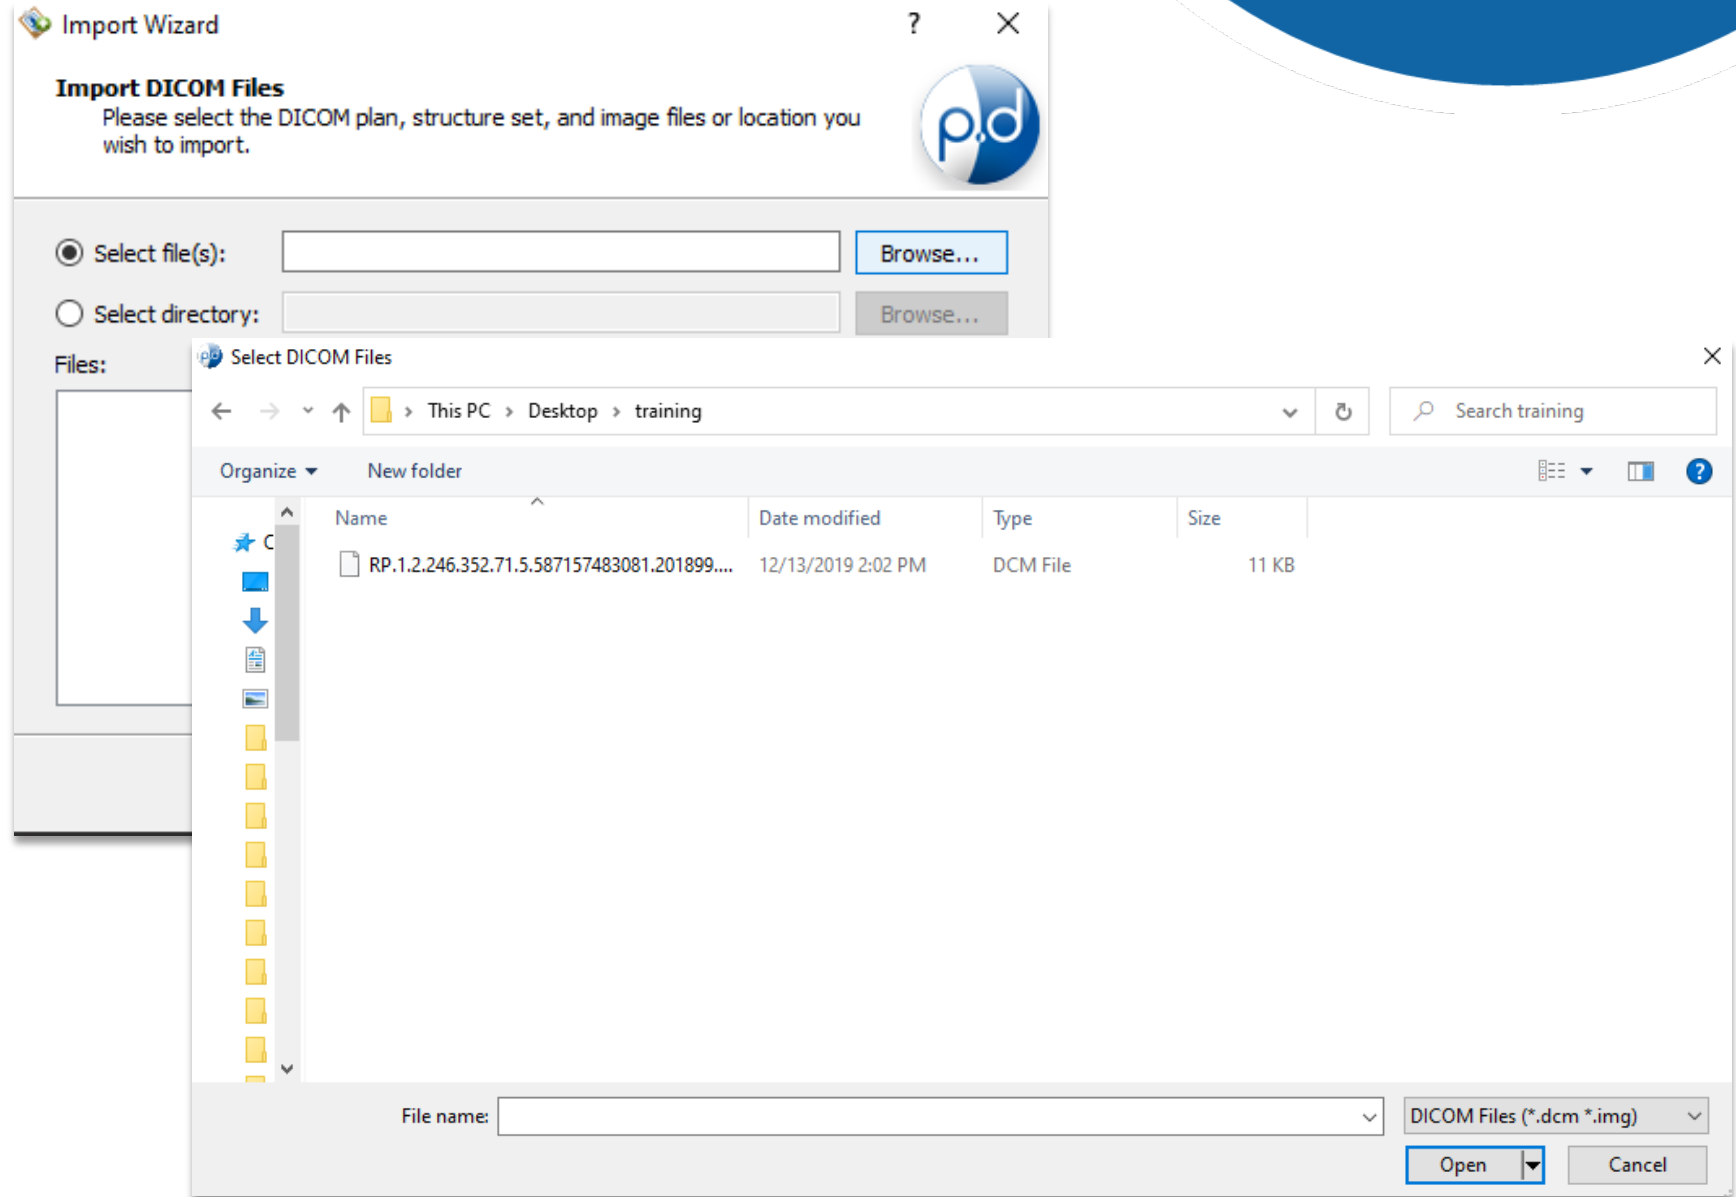 Import Wizard
?
Import DICOM Files
Please select the DICOM plan, structure set, and image files or location you
wish to import.
p.d
Select file(s):
Browse...
Select directory:
Browse...
Files:
Select DICOM Files
This PC > Desktop > training
Search training
Organize
New folder
?
Name
Date modified
Type
Size
C
RP.1.2.246.352.71.5.587157483081.201899....
12/13/2019 2:02 PM
DCM File
11 KB
File name:
DICOM Files (*.dcm *.img)
Open
Cancel